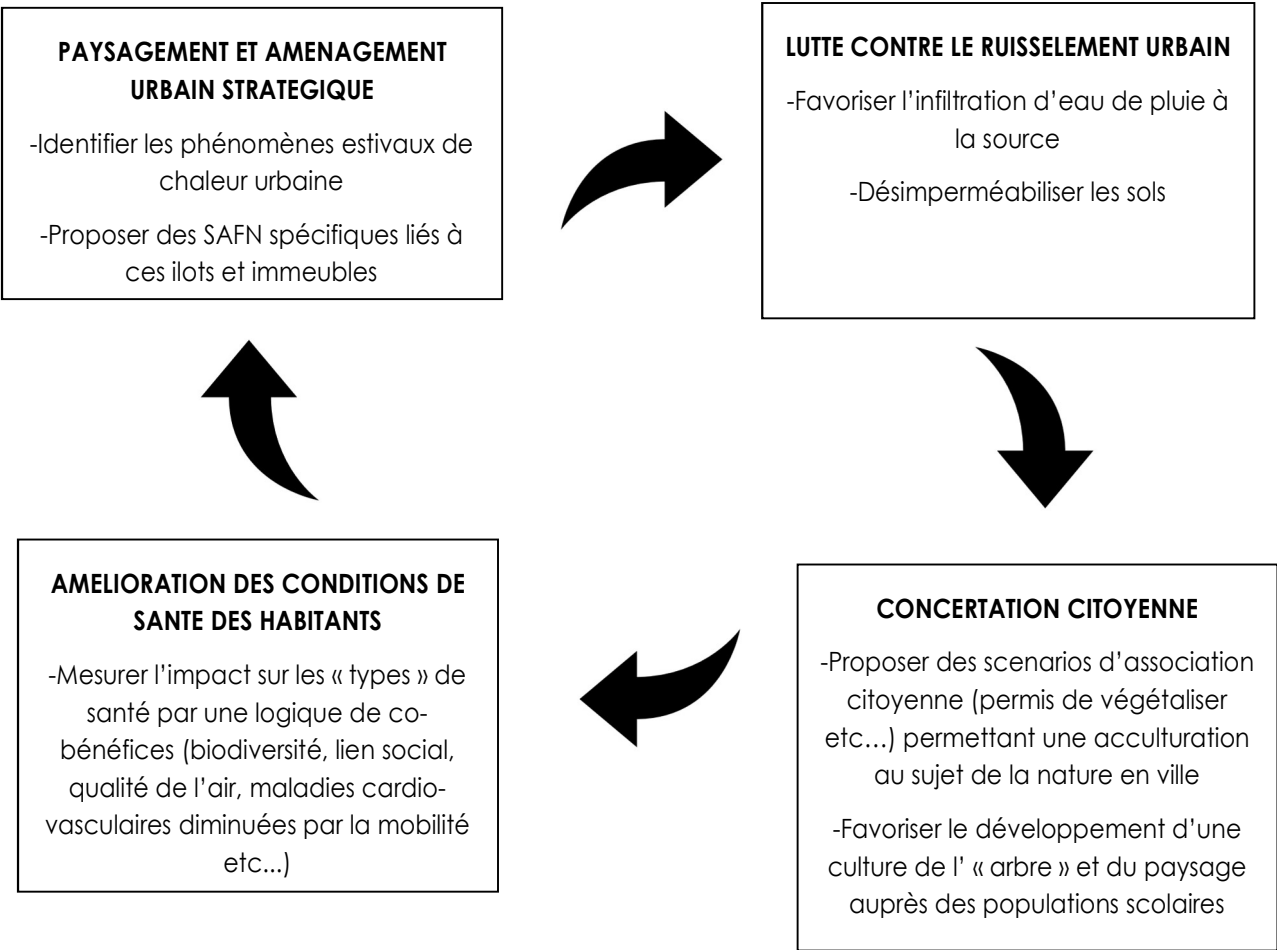 PAYSAGEMENT ET AMENAGEMENT
URBAIN STRATEGIQUE
-Identifier les phénomènes estivaux de
chaleur urbaine
-Proposer des SAFN spécifiques liés à
ces ilots et immeubles
LUTTE CONTRE LE RUISSELEMENT URBAIN
-Favoriser l’infiltration d’eau de pluie à
la source
-Désimperméabiliser les sols
AMELIORATION DES CONDITIONS DE
SANTE DES HABITANTS
-Mesurer l’impact sur les « types » de
santé par une logique de co-
bénéfices (biodiversité, lien social,
qualité de l’air, maladies cardio-
vasculaires diminuées par la mobilité
etc...)
CONCERTATION CITOYENNE
-Proposer des scenarios d’association
citoyenne (permis de végétaliser
etc…) permettant une acculturation
au sujet de la nature en ville
-Favoriser le développement d’une
culture de l’ « arbre » et du paysage
auprès des populations scolaires